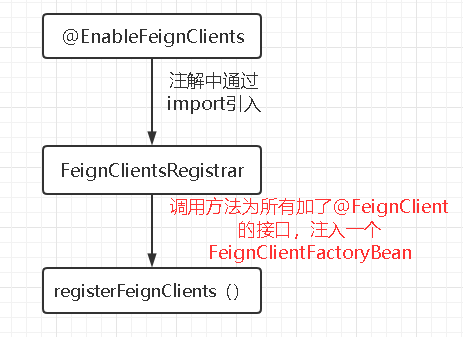 @EnableFeignClients
注解中通过
import引入
FeignClientsRegistrar
调用方法为所有加了@FeignClient
的接口，注入一个
FeignClientFactoryBean
registerFeignClients（）